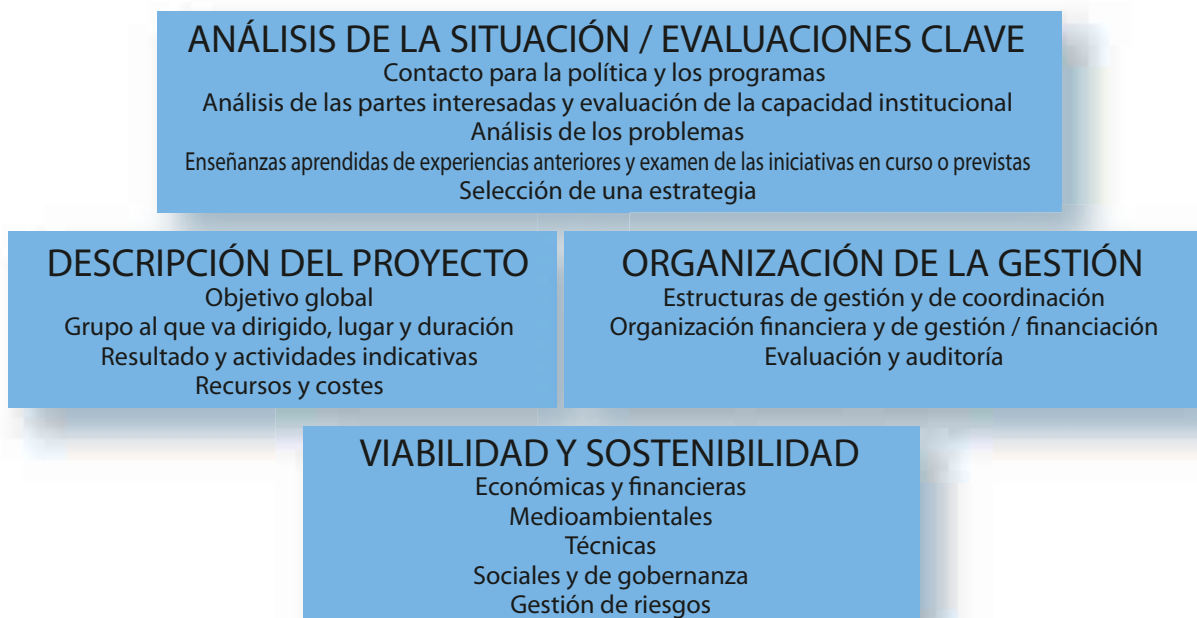 ANÁLISIS DE LA SITUACIÓN / EVALUACIONES CLAVE
Contacto para la política y los programas
Análisis de las partes interesadas y evaluación de la capacidad institucional
Análisis de los problemas
Enseñanzas aprendidas de experiencias anteriores y examen de las iniciativas en curso o previstas
Selección de una estrategia
DESCRIPCIÓN DEL PROYECTO
Objetivo global
Grupo al que va dirigido, lugar y duración
Resultado y actividades indicativas
Recursos y costes
ORGANIZACIÓN DE LA GESTIÓN
Estructuras de gestión y de coordinación
Organización financiera y de gestión / financiación
Evaluación y auditoría
VIABILIDAD Y SOSTENIBILIDAD
Económicas y financieras
Medioambientales
Técnicas
Sociales y de gobernanza
Gestión de riesgos